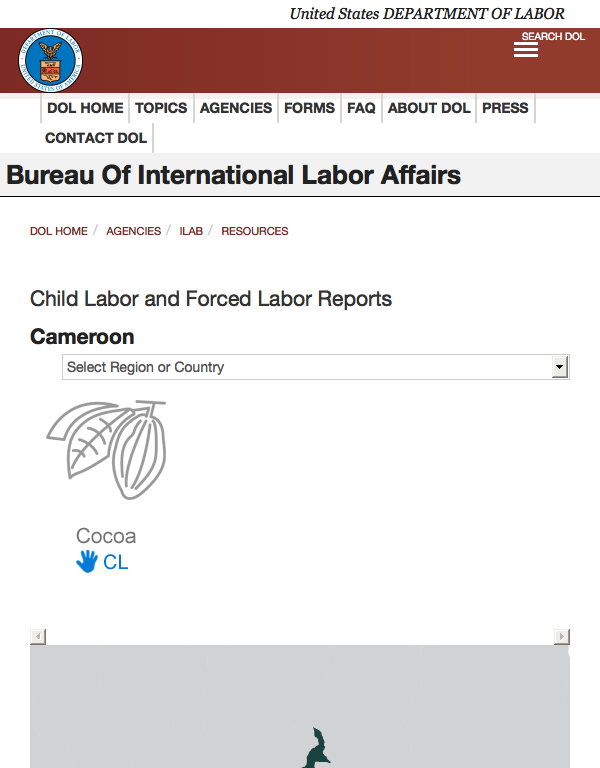 United States DEPARTMENT OF LABOR
SEARCH DOL
DOL HOME TOPICS AGENCIES FORMS FAQ ABOUT DOL PRESS
CONTACT DOL
Bureau Of International Labor Affairs
DOL HOME / AGENCIES / ILAB / RESOURCES
Child Labor and Forced Labor Reports
Cameroon
Select Region or Country
Cocoa
CL